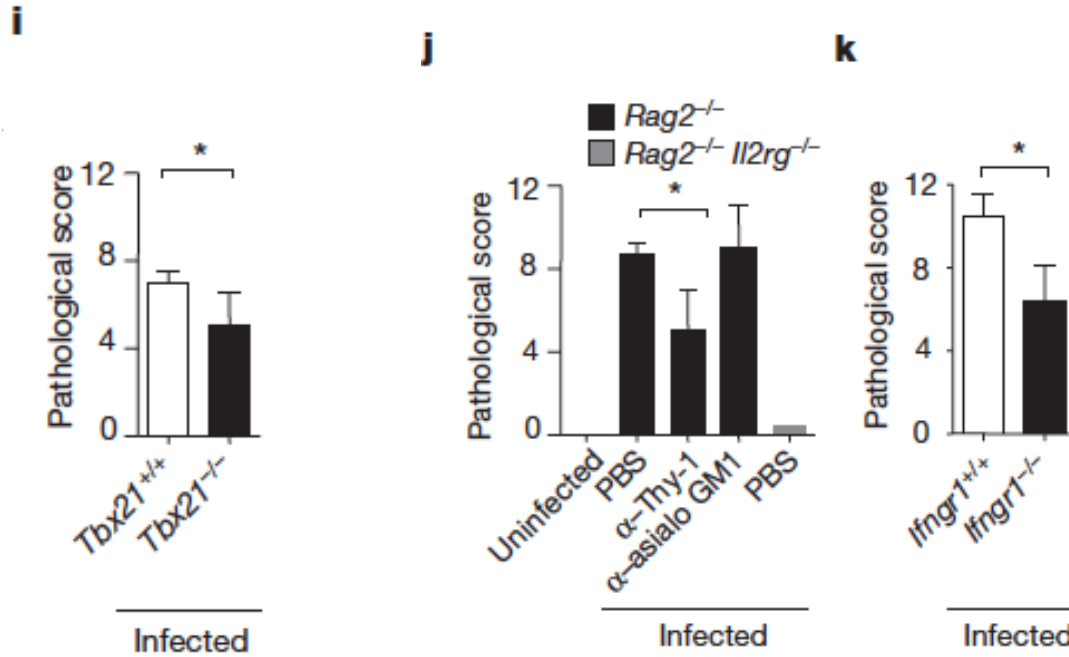 i
Pathological score
12
8
4
0
*
Tbx21+/+
Tbx21−/−
Infected
j
Rag2−/−
Rag2−/− Il2rg−/−
Pathological score
12
8
4
0
*
Uninfected
PBS
α−Thy-1
α−asialo GM1
PBS
Infected
k
Pathological score
12
8
4
0
*
Ifngr1+/+
Ifngr1−/−
Infected